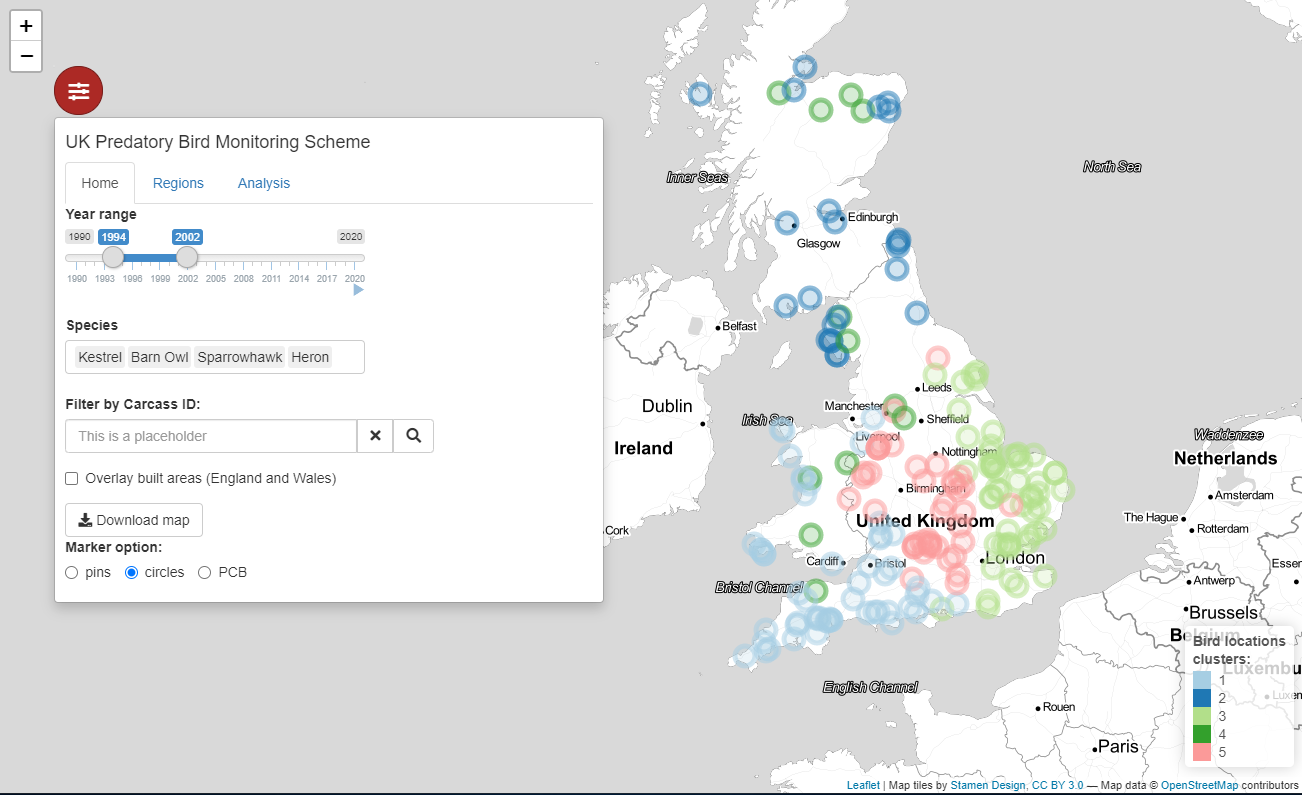 +
−
UK Predatory Bird Monitoring Scheme
Home Regions Analysis
Year range
1990 1994 2002 2020
1990 1993 1996 1999 2002 2005 2008 2011 2014 2017 2020
Species
Kestrel Barn Owl Sparrowhawk Heron
Filter by Carcass ID:
This is a placeholder
Overlay built areas (England and Wales)
Download map
Marker option:
pins circles PCB
North Sea
Inner Seas
Edinburgh
Glasgow
Belfast
Leeds
Dublin
Manchester
Irish Sea
Sheffield
Liverpool
Ireland
Nottingham
Waddenzee
Netherlands
Birmingham
Amsterdam
United Kingdom
The Hague
Rotterdam
Cork
London
Cardiff
Bristol
Essen
Antwerp
Bristol Channel
Brussels
Belgium
Luxembu
Luxem
English Channel
Rouen
Paris
Bird locations
clusters:
1
2
3
4
5
Leaflet | Map tiles by Stamen Design, CC BY 3.0 — Map data © OpenStreetMap contributors